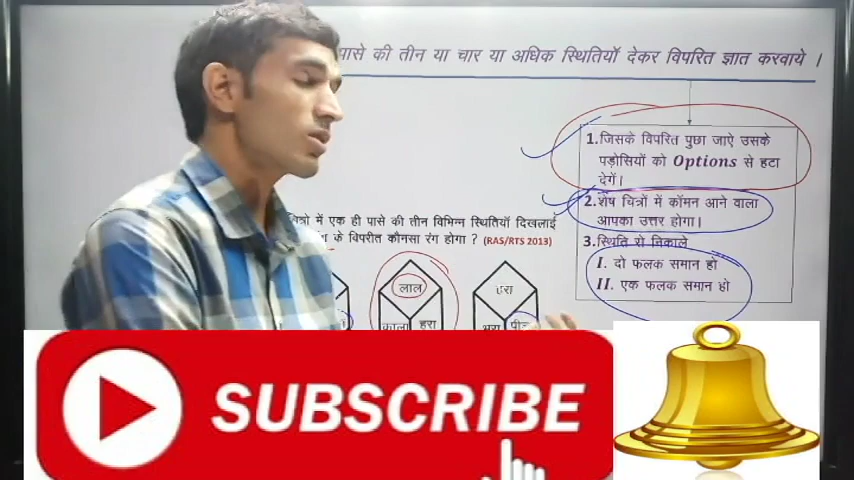 पासे की तीन या चार या अधिक स्थितियाँ देकर विपरित ज्ञात करवाये ।
1.जिसके विपरित पुछा जाऐ उसके
पड़ोसियों को Options से हटा
देगें।
2.शेष चित्रों में कॉमन आने वाला
आपका उत्तर होगा।
3.स्थिति से निकाले
I. दो फलक समान हो
II. एक फलक समान हो
में एक ही पासे की तीन विभिन्न स्थितियाँ दिखलाई
के विपरीत कौनसा रंग होगा ? (RAS/RTS 2013)
लाल
काला
हरा
हरा
SUBSCRIBE